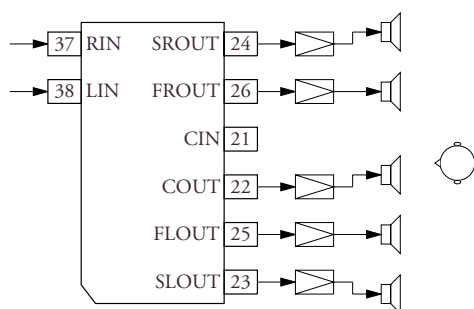 37 RIN SROUT 24
38 LIN FROUT 26
CIN 21
COUT 22
FLOUT 25
SLOUT 23